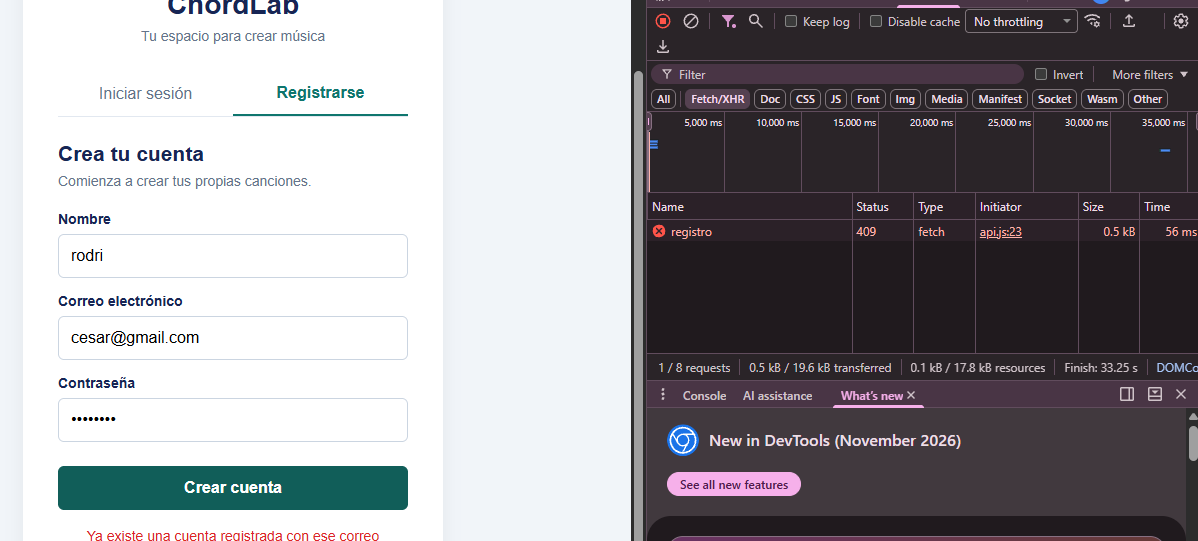 ChordLab
Tu espacio para crear música
Iniciar sesión
Registrarse
Crea tu cuenta
Comienza a crear tus propias canciones.
Nombre
rodri
Correo electrónico
cesar@gmail.com
Contraseña
••••••••
Crear cuenta
Ya existe una cuenta registrada con ese correo
Keep log
Disable cache
No throttling
Filter
Invert
More filters
All
Fetch/XHR
Doc
CSS
JS
Font
Img
Media
Manifest
Socket
Wasm
Other
5,000 ms
10,000 ms
15,000 ms
20,000 ms
25,000 ms
30,000 ms
35,000 ms
Name Status Type Initiator Size Time
registro 409 fetch api.js:23 0.5 kB 56 ms
1 / 8 requests 0.5 kB / 19.6 kB transferred 0.1 kB / 17.8 kB resources Finish: 33.25 s DOMCo
Console
AI assistance
What's new
New in DevTools (November 2026)
See all new features